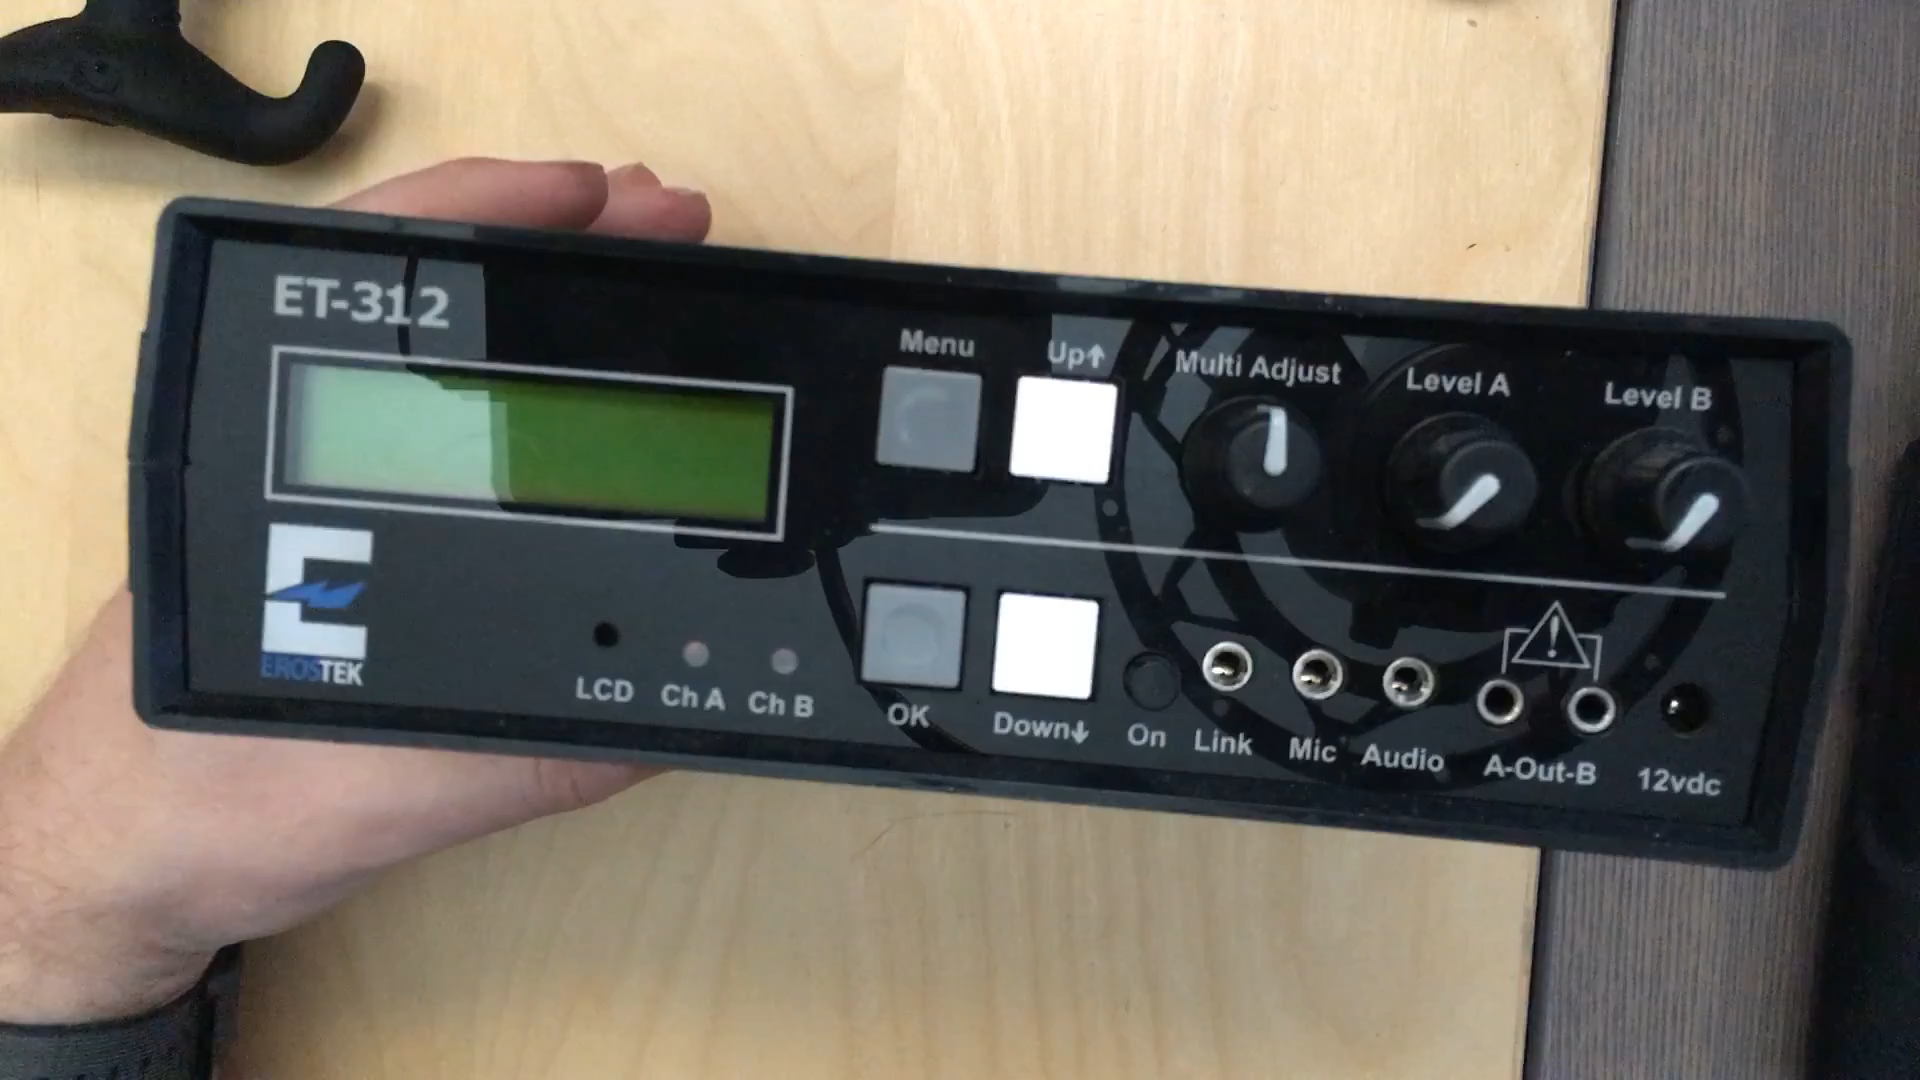 ET-312
Menu
Up↑
Multi Adjust
Level A
Level B
EROSTEK
LCD
Ch A
Ch B
OK
Down↓
On
Link
Mic
Audio
A-Out-B
12vdc